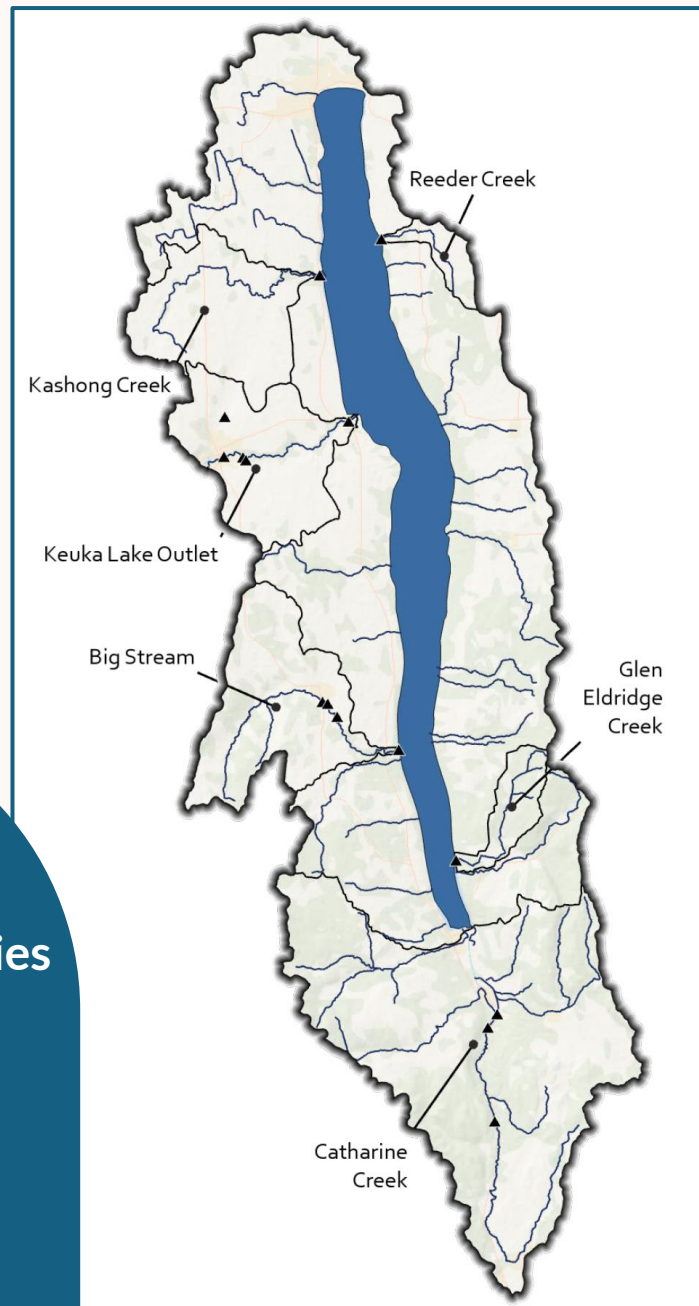 Reeder Creek
Kashong Creek
Keuka Lake Outlet
Big Stream
Glen
Eldridge
Creek
ies
Catharine
Creek